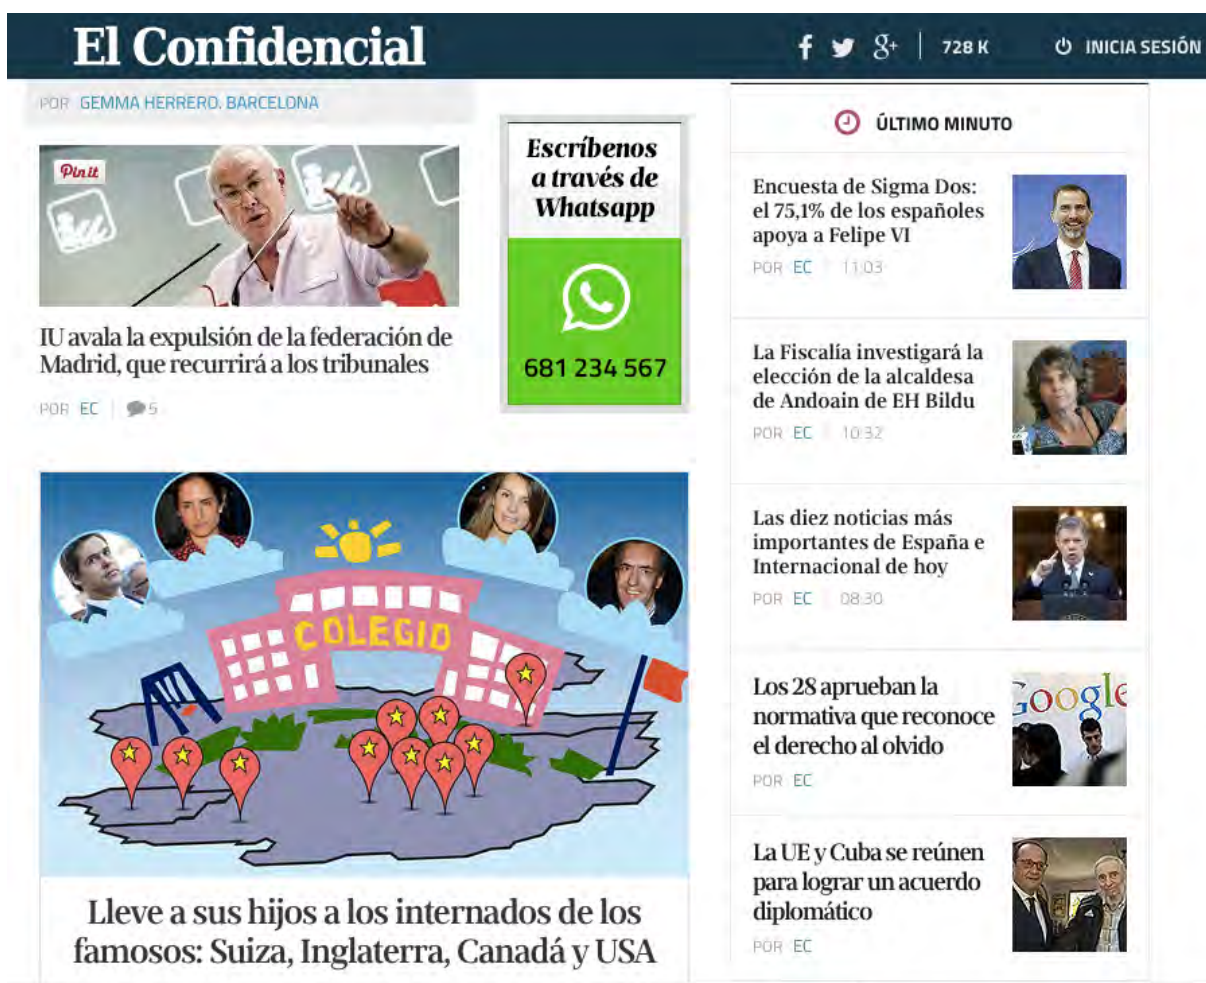 El Confidencial
728 K
INICIA SESIÓN
POR GEMMA HERRERO. BARCELONA
Pin it
IU avala la expulsión de la federación de
Madrid, que recurrirá a los tribunales
POR EC 5
Escríbenos
a través de
Whatsapp
681 234 567
COLEGIO
Lleve a sus hijos a los internados de los
famosos: Suiza, Inglaterra, Canadá y USA
ÚLTIMO MINUTO
Encuesta de Sigma Dos:
el 75,1% de los españoles
apoya a Felipe VI
POR EC 11:03
La Fiscalía investigará la
elección de la alcaldesa
de Andoain de EH Bildu
POR EC 10:32
Las diez noticias más
importantes de España e
Internacional de hoy
POR EC 08:30
Los 28 aprueban la
normativa que reconoce
el derecho al olvido
POR EC
Google
La UE y Cuba se reúnen
para lograr un acuerdo
diplomático
POR EC